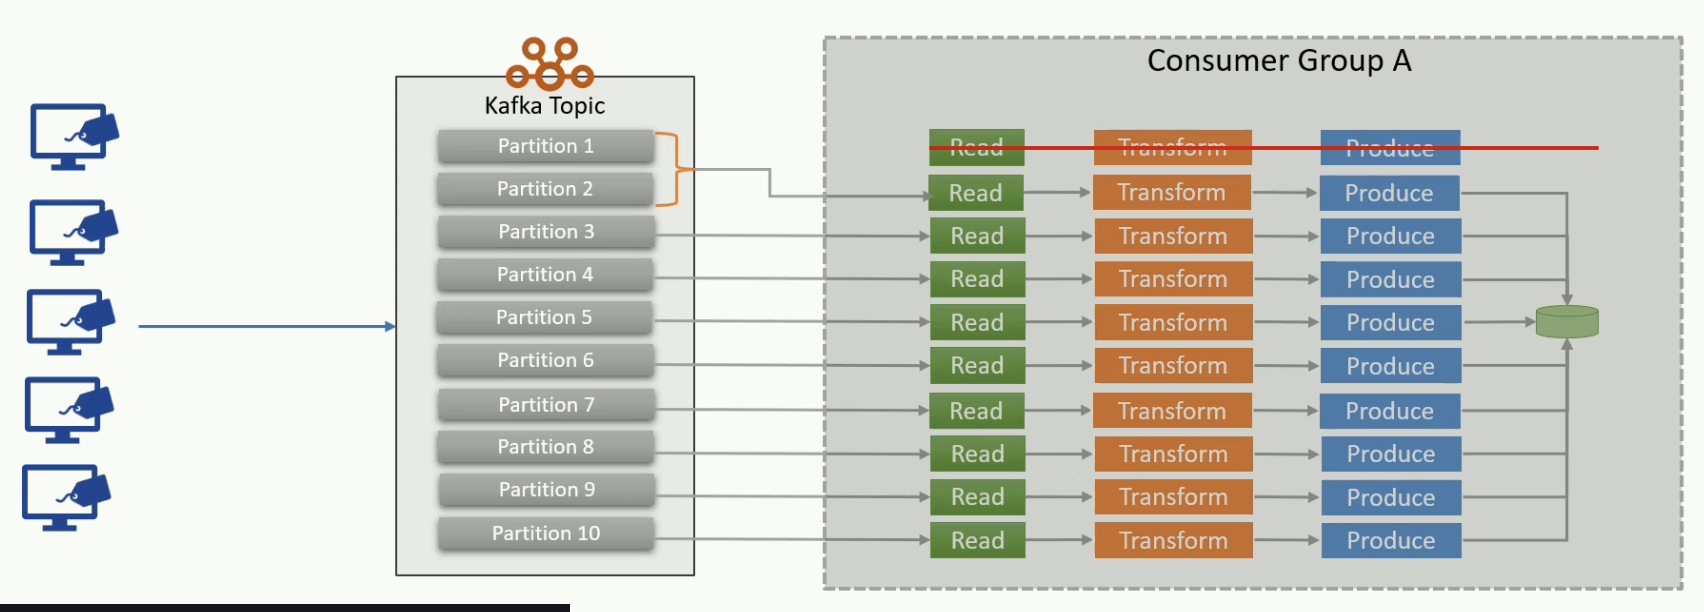 Consumer Group A
Kafka Topic
Partition 1
Read Transform Produce
Partition 2
Read Transform Produce
Partition 3
Read Transform Produce
Partition 4
Read Transform Produce
Partition 5
Read Transform Produce
Partition 6
Read Transform Produce
Partition 7
Read Transform Produce
Partition 8
Read Transform Produce
Partition 9
Read Transform Produce
Partition 10
Read Transform Produce